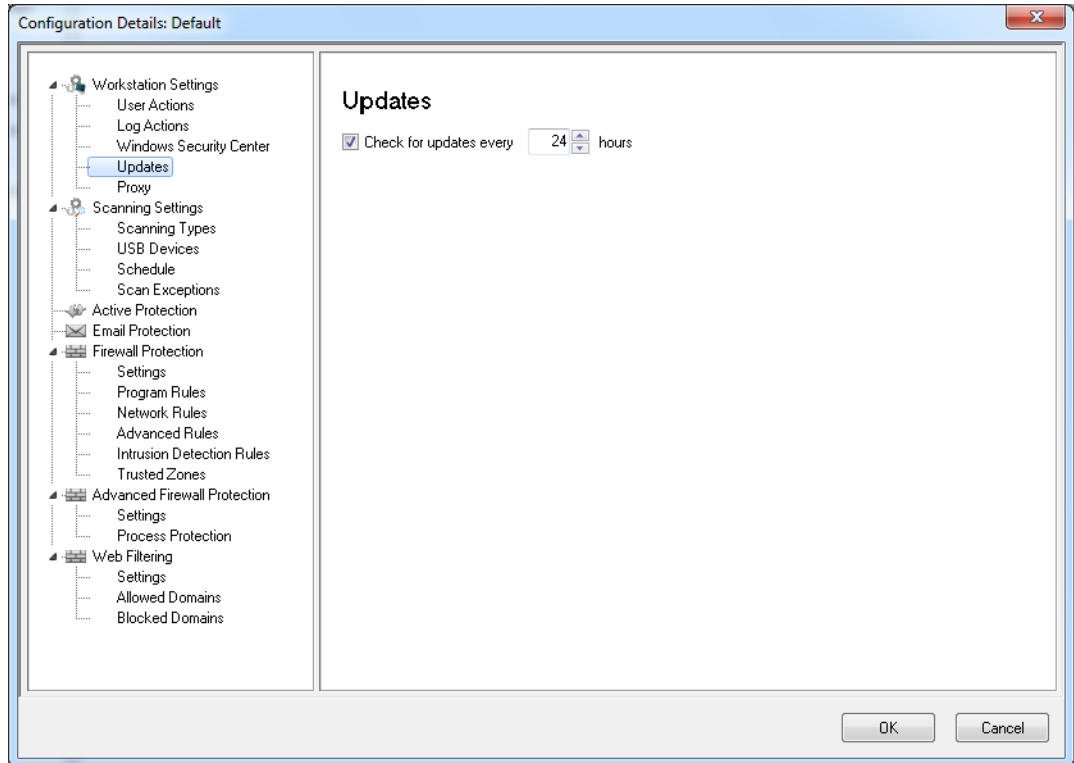 Configuration Details: Default
Workstation Settings
User Actions
Log Actions
Windows Security Center
Updates
Proxy
Scanning Settings
Scanning Types
USB Devices
Schedule
Scan Exceptions
Active Protection
Email Protection
Firewall Protection
Settings
Program Rules
Network Rules
Advanced Rules
Intrusion Detection Rules
Trusted Zones
Advanced Firewall Protection
Settings
Process Protection
Web Filtering
Settings
Allowed Domains
Blocked Domains
Updates
Check for updates every 24 hours
OK Cancel